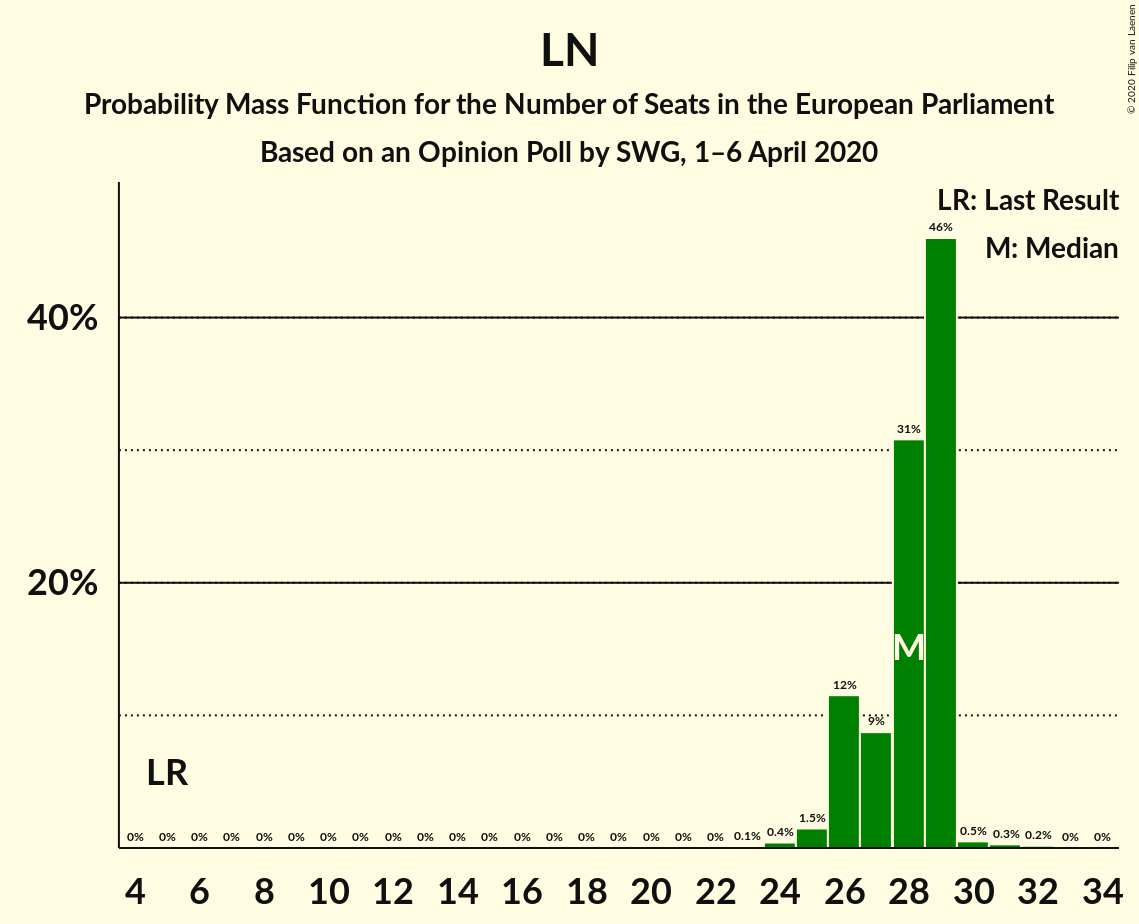 LN
Probability Mass Function for the Number of Seats in the European Parliament
Based on an Opinion Poll by SWG, 1–6 April 2020
© 2020 Filip van Laenen
LR: Last Result
M: Median
40%
20%
46%
31%
M
12%
9%
LR
0% 0% 0% 0% 0% 0% 0% 0% 0% 0% 0% 0% 0% 0% 0% 0% 0% 0% 0% 0.1% 0.4% 1.5% 0.5% 0.3% 0.2% 0% 0%
4 6 8 10 12 14 16 18 20 22 24 26 28 30 32 34